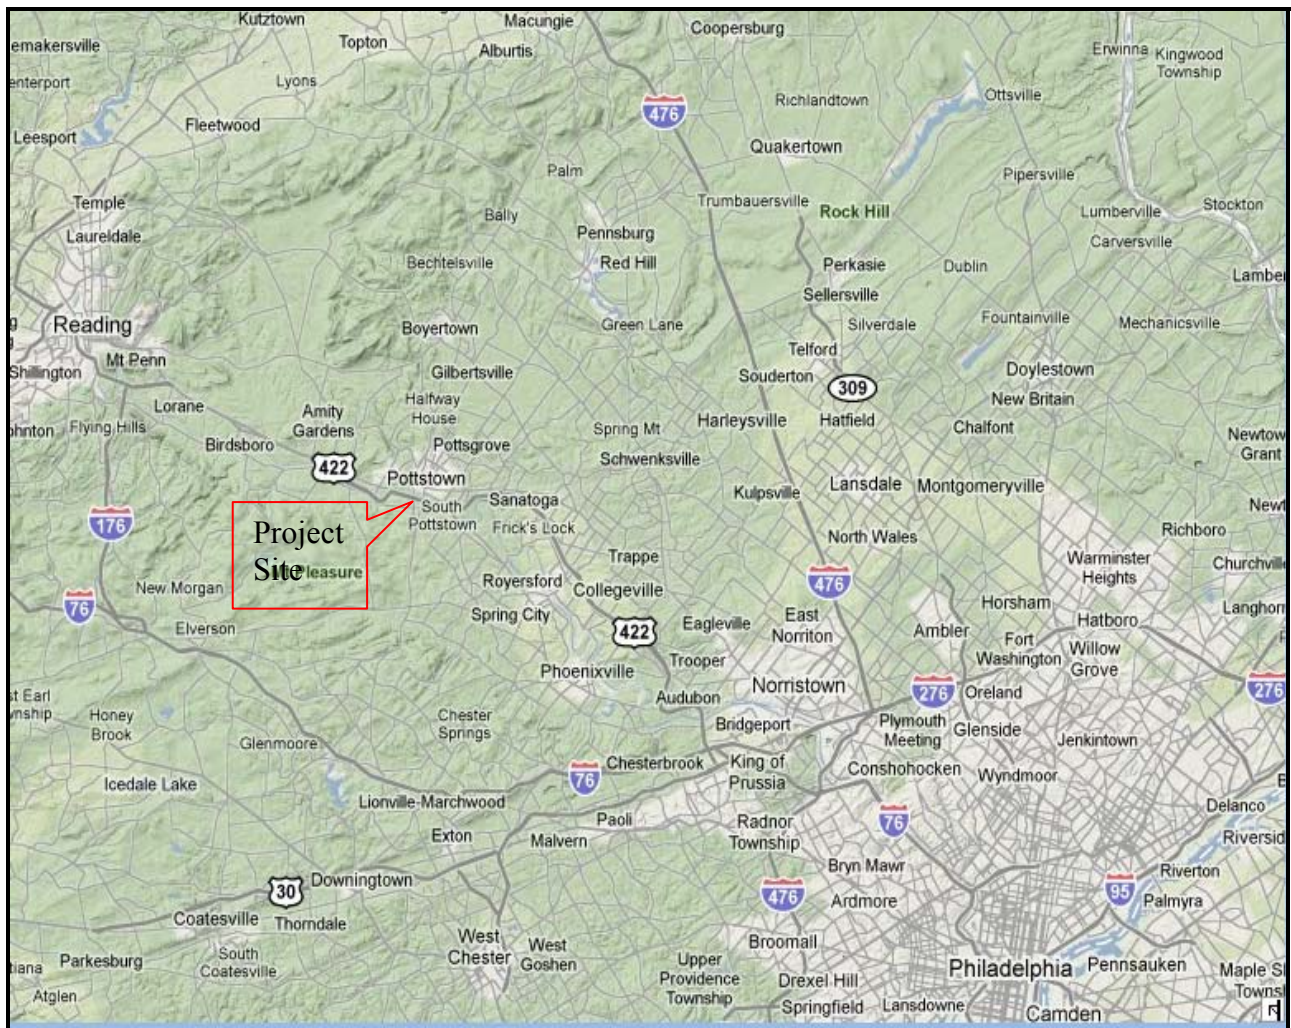 Kutztown
Macungie
Coopersburg
emakersville
Topton
Alburtis
Erwinna
Kingwood
Township
enterport
Lyons
Richlandtown
Ottsville
476
Leesport
Fleetwood
Quakertown
Palm
Pipersville
Temple
Trumbauersville
Rock Hill
Lumberville
Stockton
Bally
Laureldale
Pennsburg
Carversville
Bechtelsville
Red Hill
Perkasie
Dublin
Lamber
Sellersville
Reading
Boyertown
Green Lane
Silverdale
Fountainville
Mechanicsville
Mt Penn
Telford
Shillington
Gilbertsville
Souderton
309
Doylestown
New Britain
Lorane
Halfway
House
Amity
Gardens
Harleysville
Hatfield
Chalfont
ohnton
Flying Hills
Spring Mt
Newtow
Grant
Birdsboro
Pottsgrove
Schwenksville
422
Pottstown
Kulpsville
Lansdale
Montgomeryville
Sanatoga
South
Pottstown
Newt
176
Project
Site
Frick's Lock
North Wales
Richboro
Trappe
Warminster
Heights
Churchville
Pleasure
New Morgan
Royersford
Collegeville
476
76
Spring City
Horsham
Langhorn
Elverson
422
Eagleville
East
Norriton
Ambler
Hatboro
Fort
Washington
Willow
Grove
Phoenixville
Trooper
st Earl
wnship
Audubon
Norristown
276
Oreland
276
Honey
Brook
Chester
Springs
Bridgeport
Plymouth
Meeting
Glenside
Jenkintown
Glenmoore
76
Chesterbrook
King of
Prussia
Conshohocken
Wyndmoor
Icedale Lake
Lionville-Marchwood
Delanco
Paoli
Radnor
Township
76
Exton
Malvern
Riversid
Bryn Mawr
Riverton
30
Downingtown
476
Ardmore
95
Palmyra
Coatesville
Thorndale
West
Chester
West
Goshen
Broomall
South
Coatesville
tiana
Parkesburg
Upper
Providence
Township
Drexel Hill
Philadelphia
Pennsauken
Maple S
Towns
Atglen
Springfield
Lansdowne
Camden